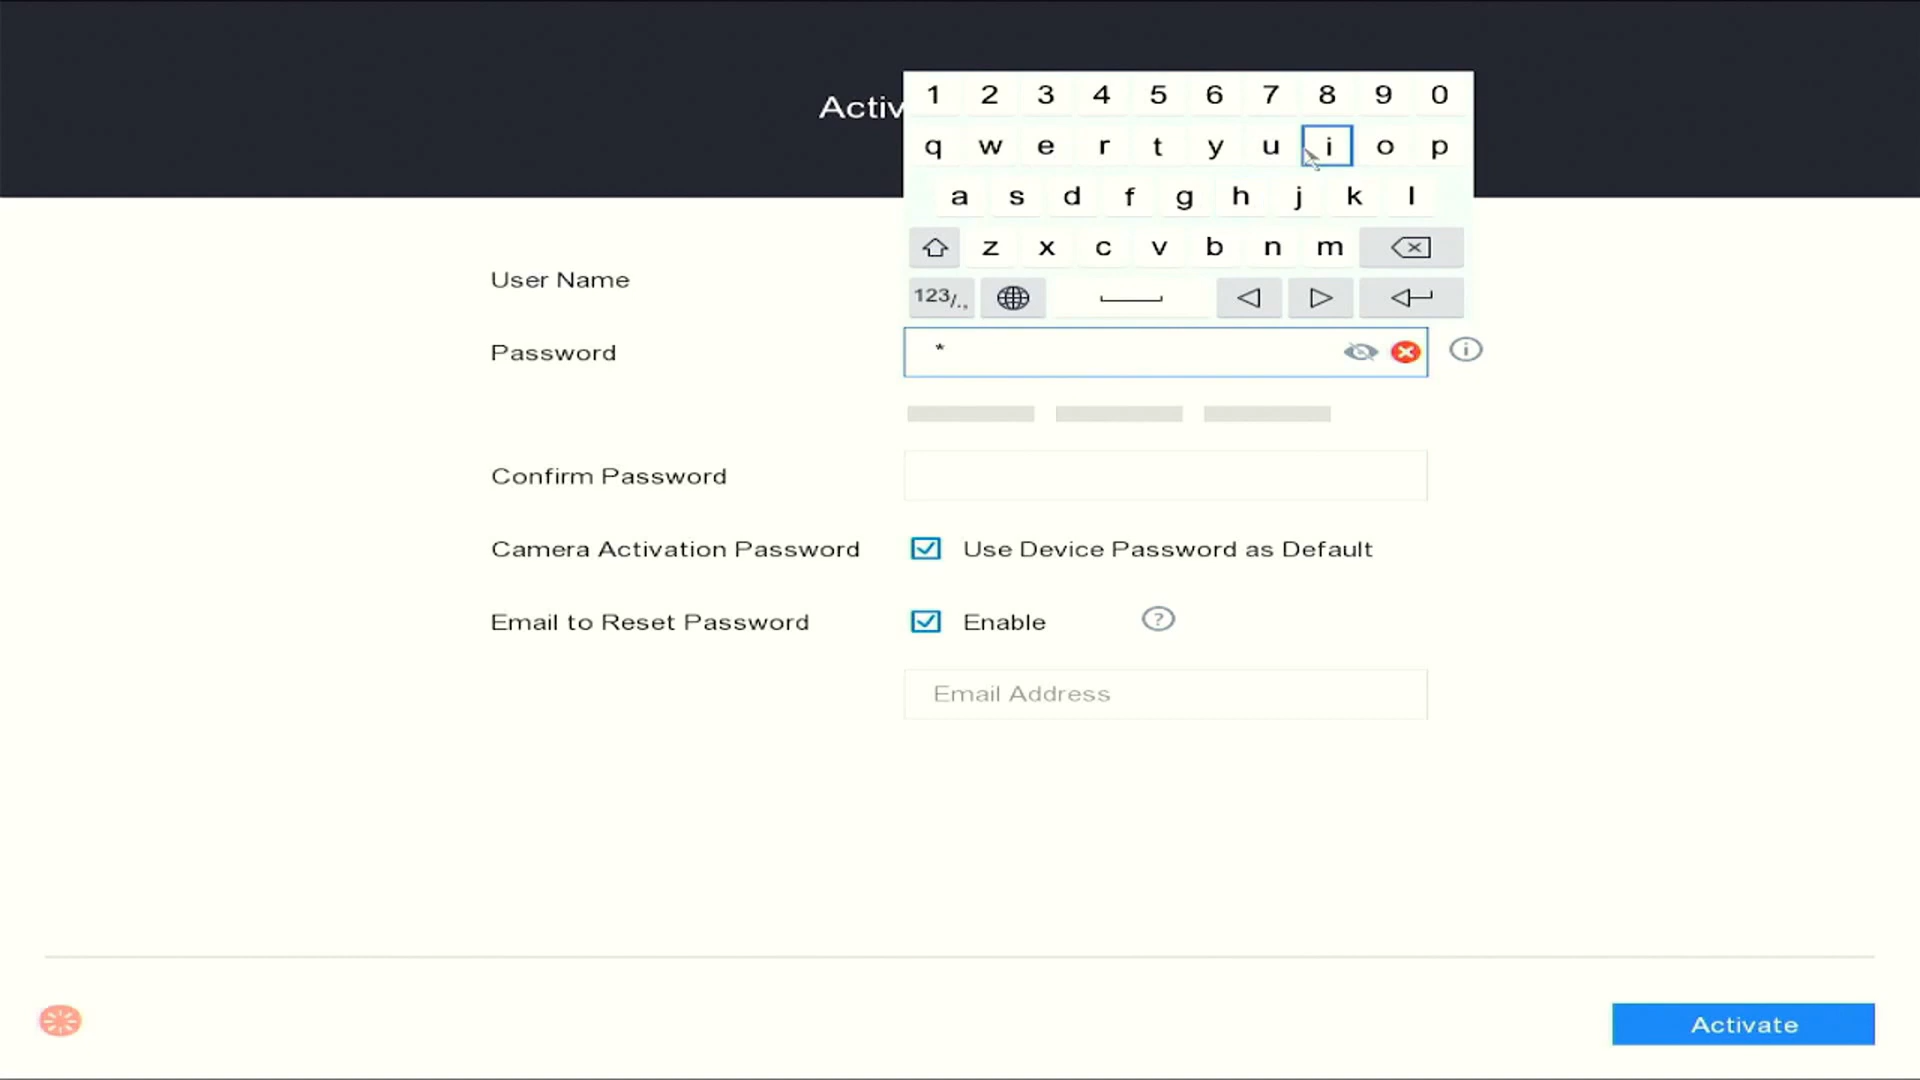 Activ
1 2 3 4 5 6 7 8 9 0
q w e r t y u i o p
a s d f g h j k l
z x c v b n m
123/.,
User Name
Password *
Confirm Password
Camera Activation Password Use Device Password as Default
Email to Reset Password Enable ?
Email Address
Activate